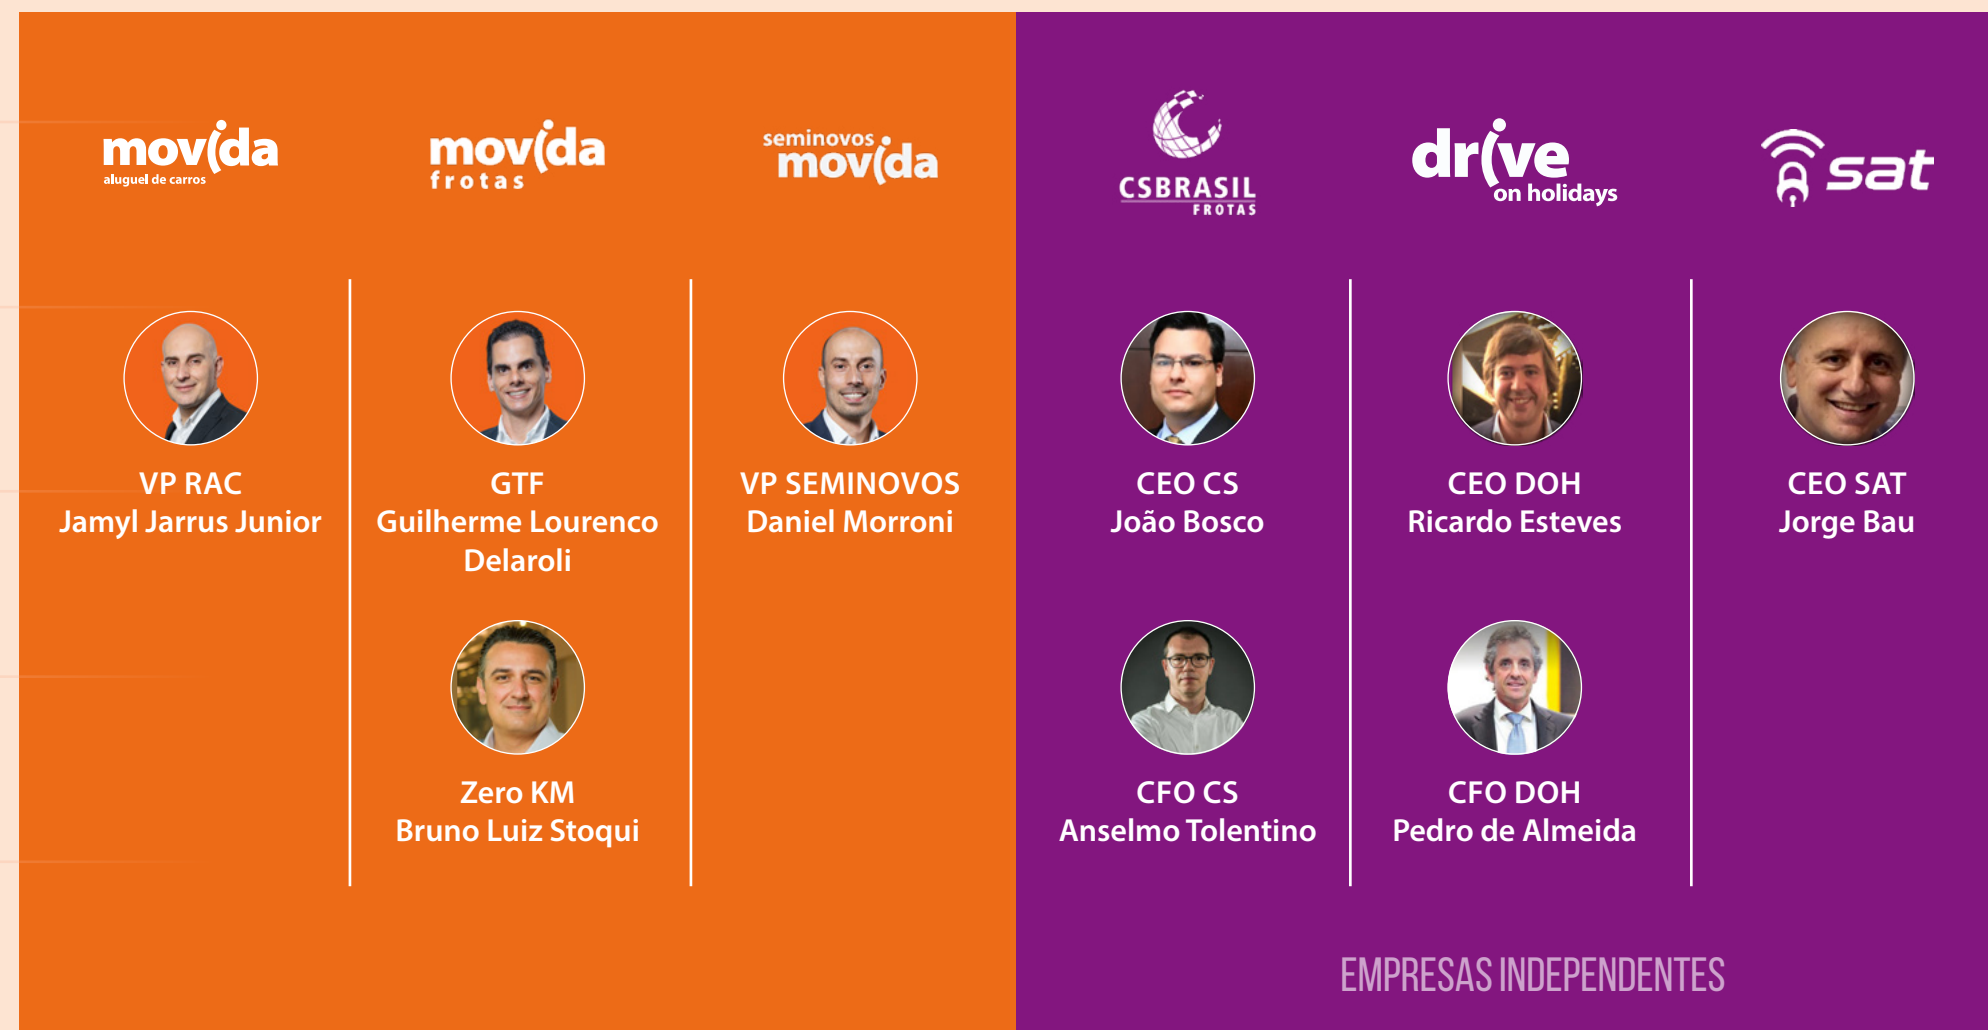 movida
aluguel de carros
movida
frotas
seminovos
movida
CSBRASIL
FROTAS
drive
on holidays
sat
VP RAC
Jamyl Jarrus Junior
GTF
Guilherme Lourenco
Delaroli
VP SEMINOVOS
Daniel Morroni
CEO CS
João Bosco
CEO DOH
Ricardo Esteves
CEO SAT
Jorge Bau
Zero KM
Bruno Luiz Stoqui
CFO CS
Anselmo Tolentino
CFO DOH
Pedro de Almeida
EMPRESAS INDEPENDENTES